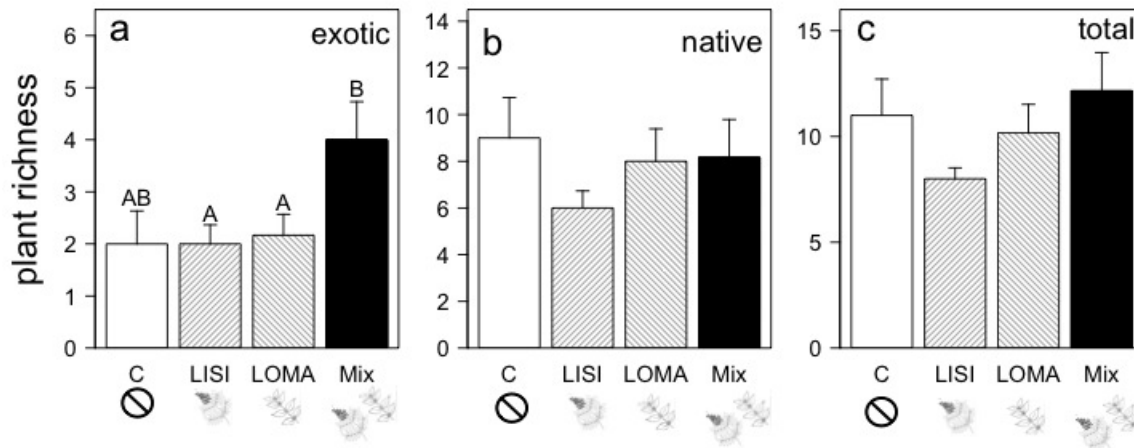 plant richness
a
exotic
6
5
4
3
2
1
0
AB
A
A
B
C
LISI
LOMA
Mix
b
native
14
12
10
8
6
4
2
0
C
LISI
LOMA
Mix
c
total
15
10
5
0
C
LISI
LOMA
Mix